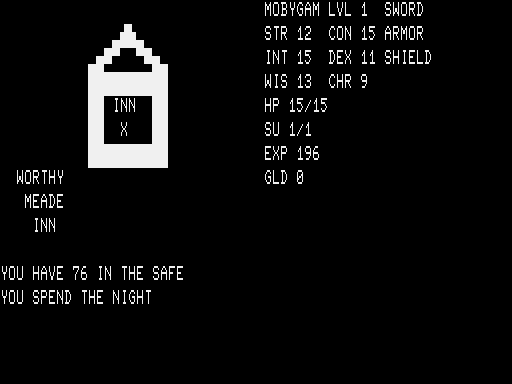 MOBYGAM LVL 1 SWORD
STR 12 CON 15 ARMOR
INT 15 DEX 11 SHIELD
WIS 13 CHR 9
HP 15/15
SU 1/1
EXP 196
GLD 0
INN
X
WORTHY
MEADE
INN
YOU HAVE 76 IN THE SAFE
YOU SPEND THE NIGHT